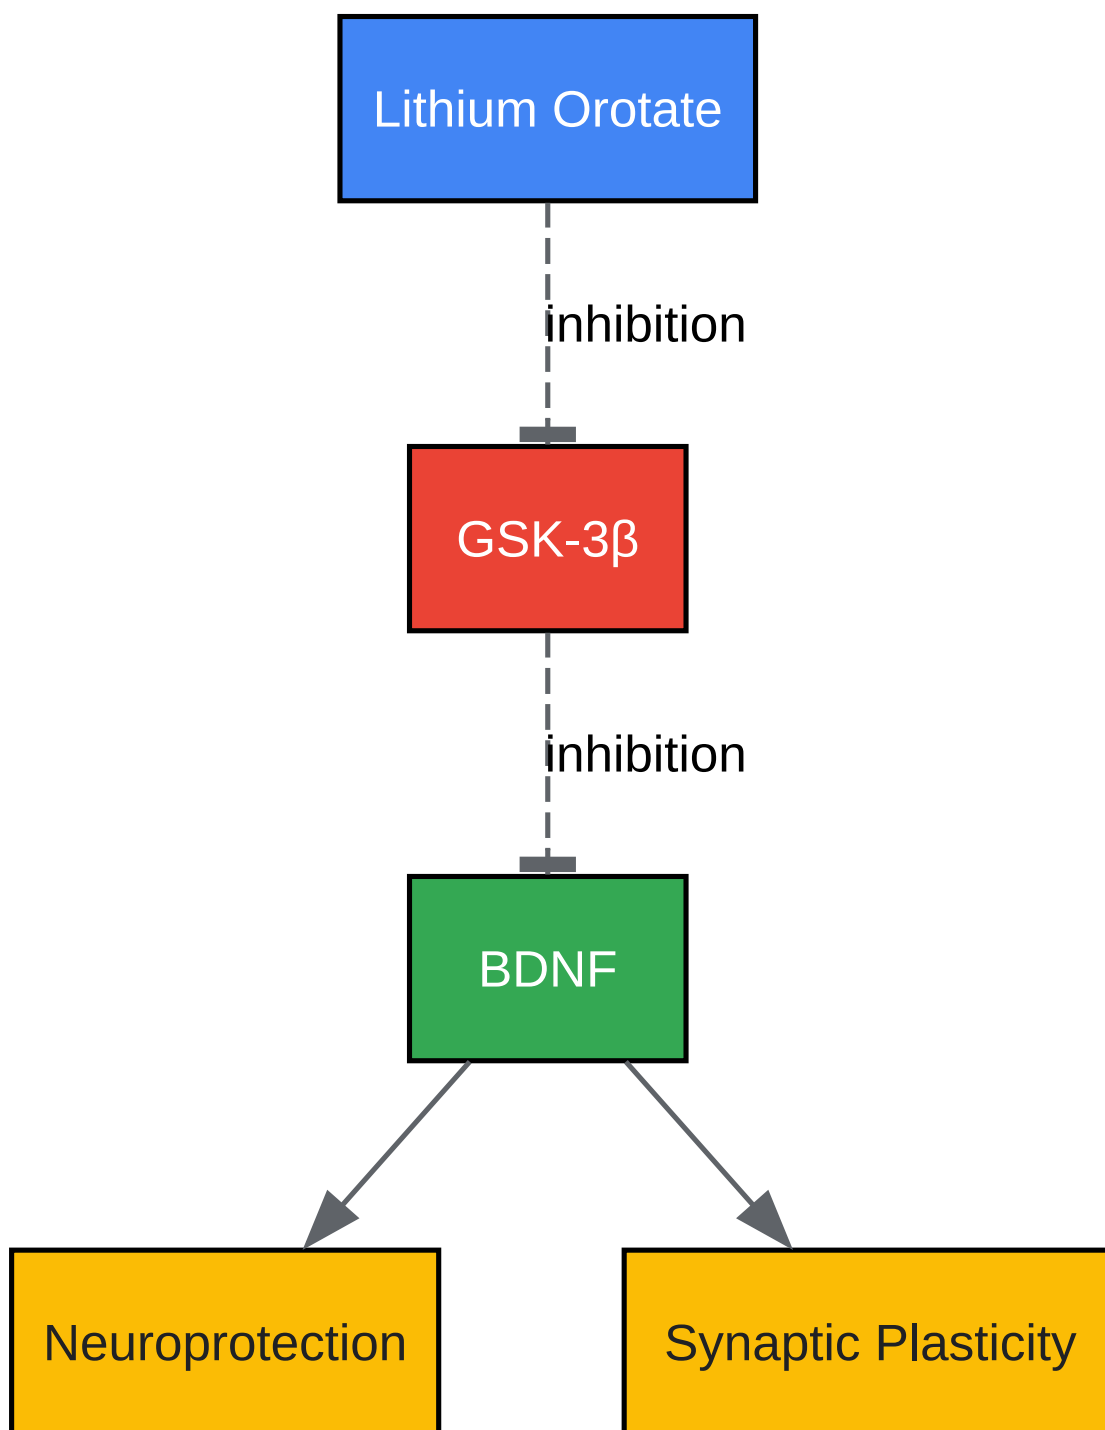 Lithium Orotate
inhibition
GSK-3β
inhibition
BDNF
Neuroprotection
Synaptic Plasticity